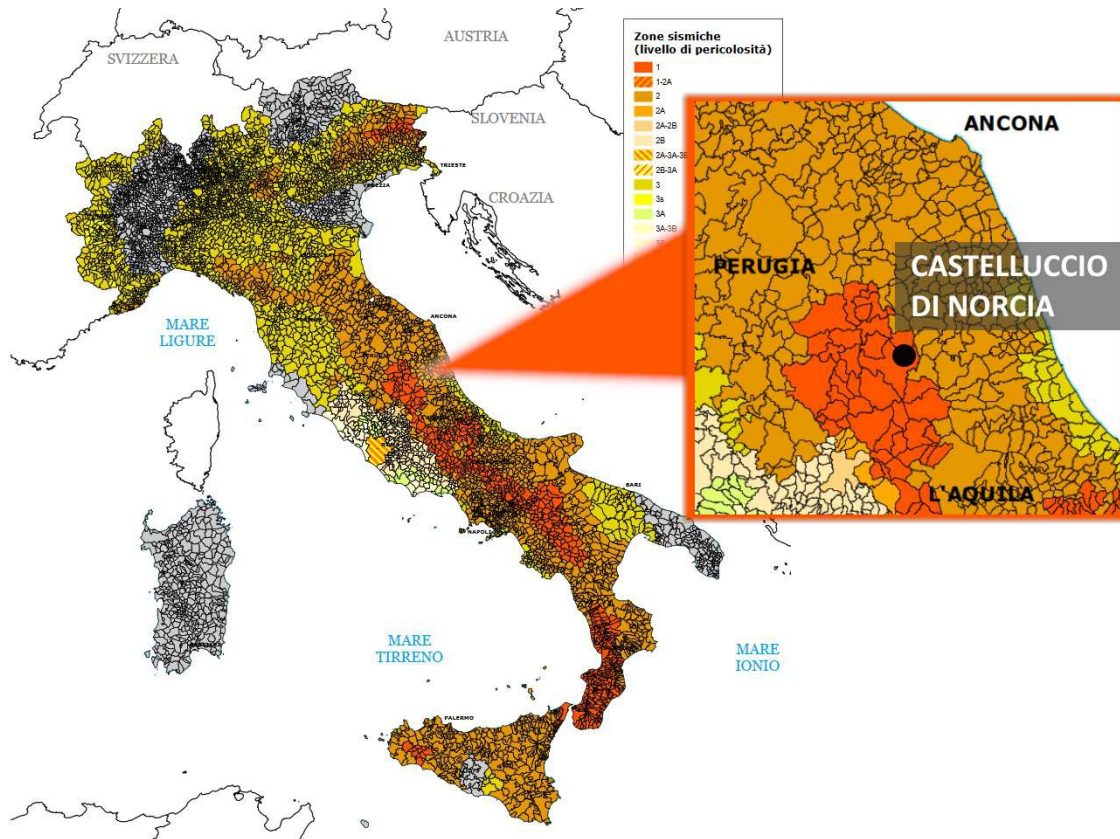 SVIZZERA
AUSTRIA
SLOVENIA
CROAZIA
TRIESTE
ANCONA
MARE
LIGURE
BARI
NAPOLI
MARE
TIRRENO
MARE
IONIO
PALERMO
Zone sismiche
(livello di pericolosità)
1
1-2A
2
2A
2A-2B
2B
2A-3A-3B
2B-3A
3
3s
3A
3A-3B
ANCONA
PERUGIA
CASTELLUCCIO
DI NORCIA
L'AQUILA